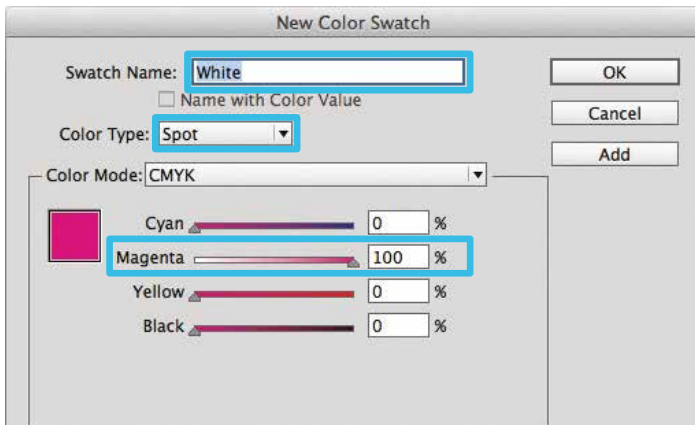 New Color Swatch
Swatch Name: White
OK
Name with Color Value
Cancel
Color Type: Spot
Add
Color Mode: CMYK
Cyan 0 %
Magenta 100 %
Yellow 0 %
Black 0 %